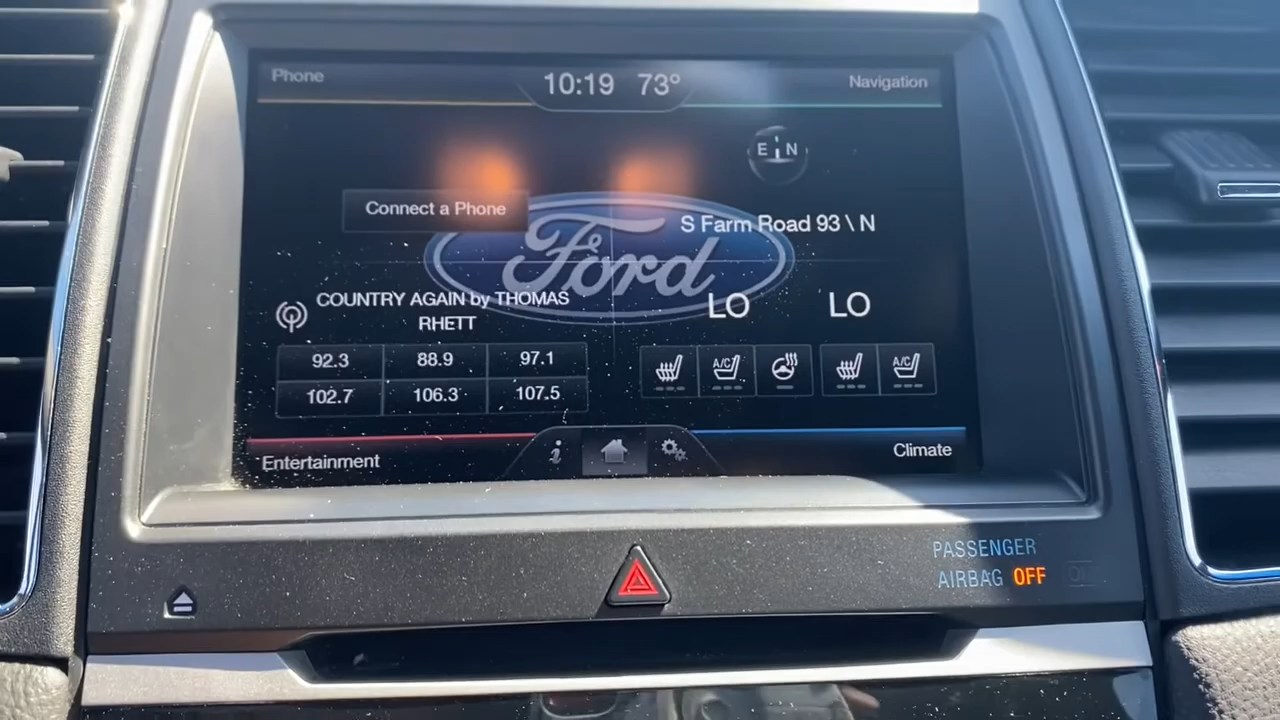 Phone
10:19 73°
Navigation
E N
Connect a Phone
S Farm Road 93 \ N
Ford
COUNTRY AGAIN by THOMAS
RHETT
LO LO
92.3 88.9 97.1
A/C A/C
102.7 106.3 107.5
Entertainment
i
Climate
PASSENGER
AIRBAG OFF